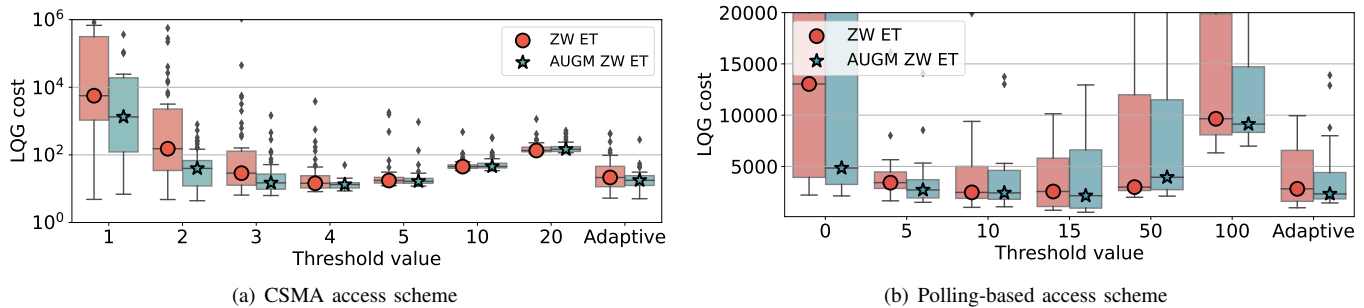 10^6
10^4
10^2
10^0
LQG cost
ZW ET
AUGM ZW ET
1 2 3 4 5 10 20 Adaptive
Threshold value
(a) CSMA access scheme
20000
15000
10000
5000
LQG cost
ZW ET
AUGM ZW ET
0 5 10 15 50 100 Adaptive
Threshold value
(b) Polling-based access scheme